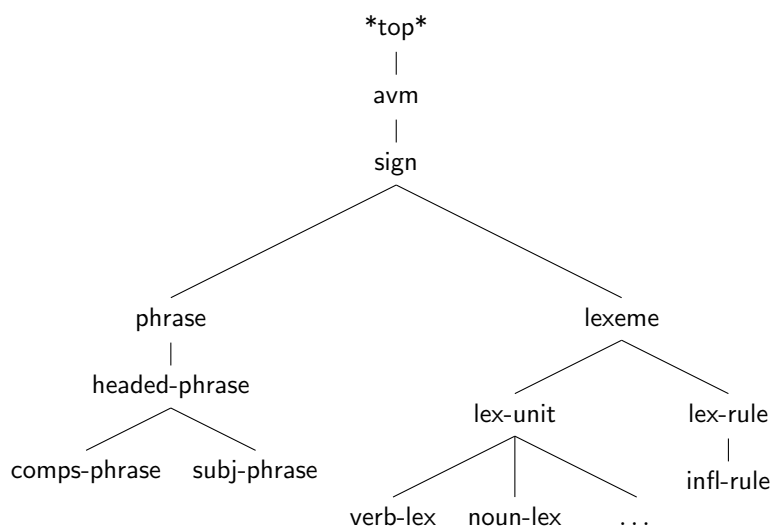 *top*
avm
sign
phrase lexeme
headed-phrase
lex-unit lex-rule
comps-phrase subj-phrase
infl-rule
verb-lex noun-lex ...